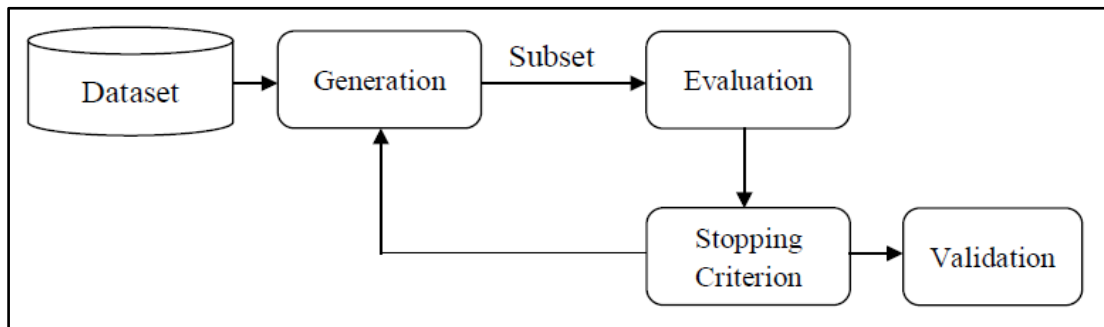 Dataset
Generation
Subset
Evaluation
Stopping
Criterion
Validation